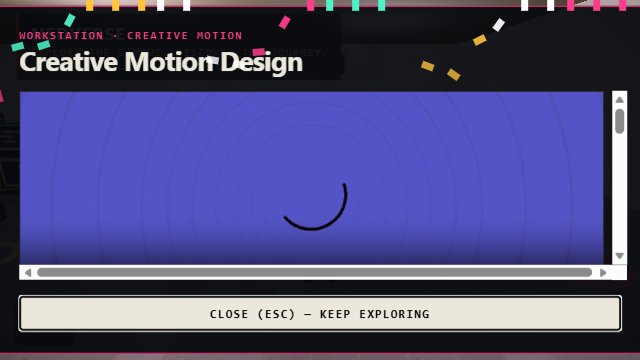 WORKSTATION · CREATIVE MOTION
Creative Motion Design
CLOSE (ESC) — KEEP EXPLORING